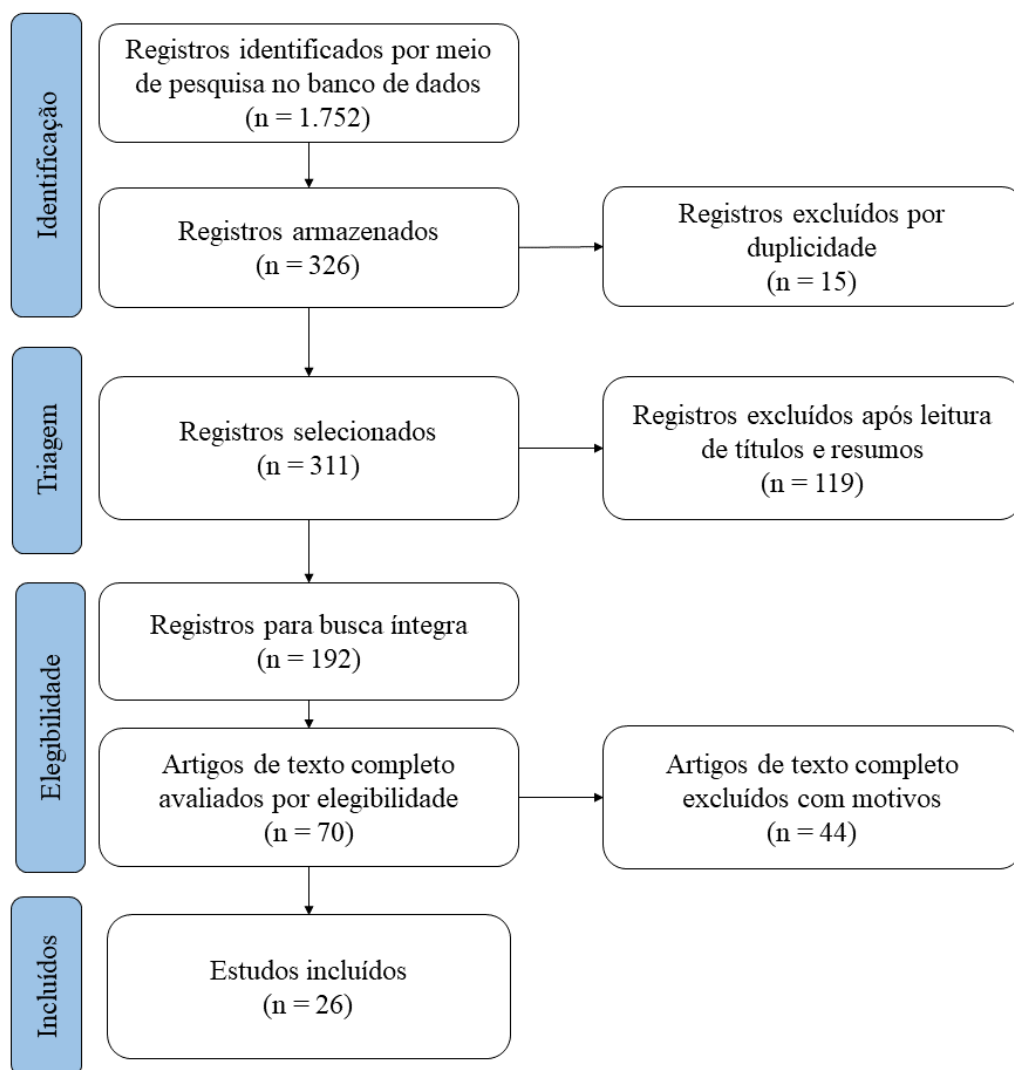 Identificação
Registros identificados por meio
de pesquisa no banco de dados
(n = 1.752)
Registros armazenados
(n = 326)
Registros excluídos por
duplicidade
(n = 15)
Triagem
Registros selecionados
(n = 311)
Registros excluídos após leitura
de títulos e resumos
(n = 119)
Elegibilidade
Registros para busca íntegra
(n = 192)
Artigos de texto completo
avaliados por elegibilidade
(n = 70)
Artigos de texto completo
excluídos com motivos
(n = 44)
Incluídos
Estudos incluídos
(n = 26)